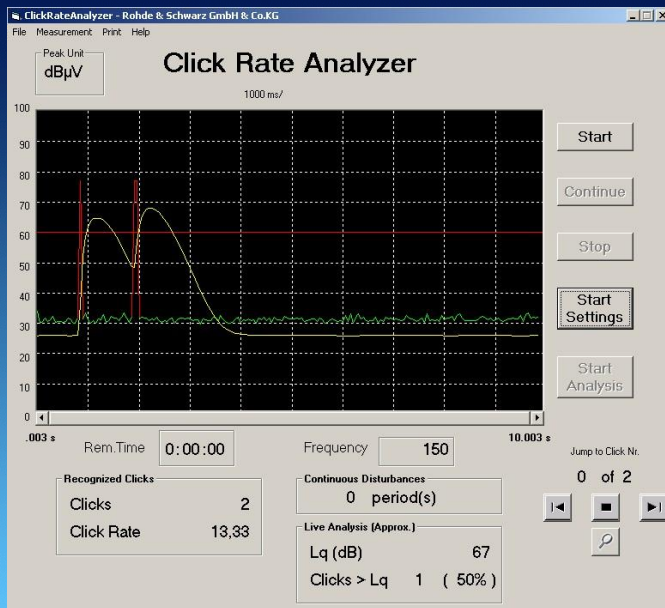 ClickRateAnalyzer - Rohde & Schwarz GmbH & Co.KG
File Measurement Print Help
Peak Unit
dBµV
Click Rate Analyzer
1000 ms/
100
90
80
70
60
50
40
30
20
10
0
.003 s
10.003 s
Start
Continue
Stop
Start
Settings
Start
Analysis
Rem.Time 0:00:00
Frequency 150
Jump to Click Nr.
0 of 2
Recognized Clicks
Clicks 2
Click Rate 13,33
Continuous Disturbances
0 period(s)
Live Analysis (Approx.)
Lq (dB) 67
Clicks > Lq 1 ( 50% )